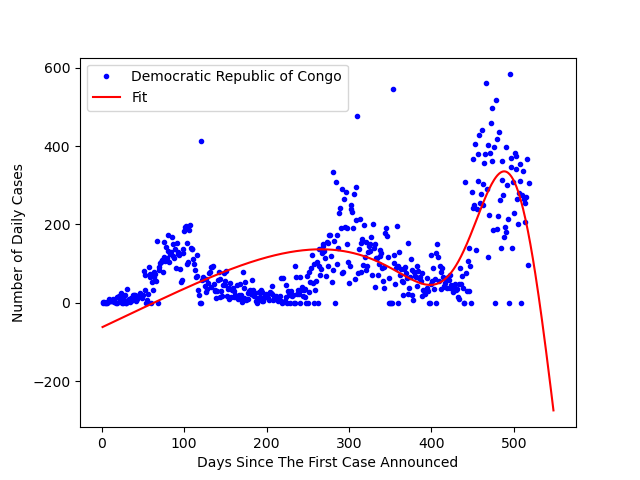 Democratic Republic of Congo
Fit
600
400
200
0
−200
Number of Daily Cases
0 100 200 300 400 500
Days Since The First Case Announced